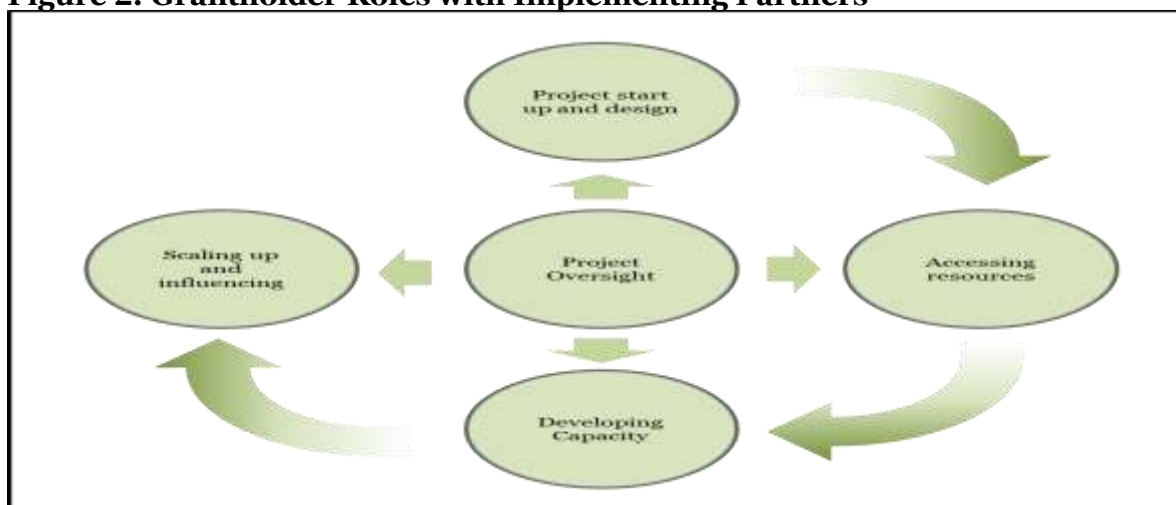 Figure 2: Grantholder Roles with Implementing Partners
Project start
up and design
Scaling up
and
influencing
Project
Oversight
Accessing
resources
Developing
Capacity